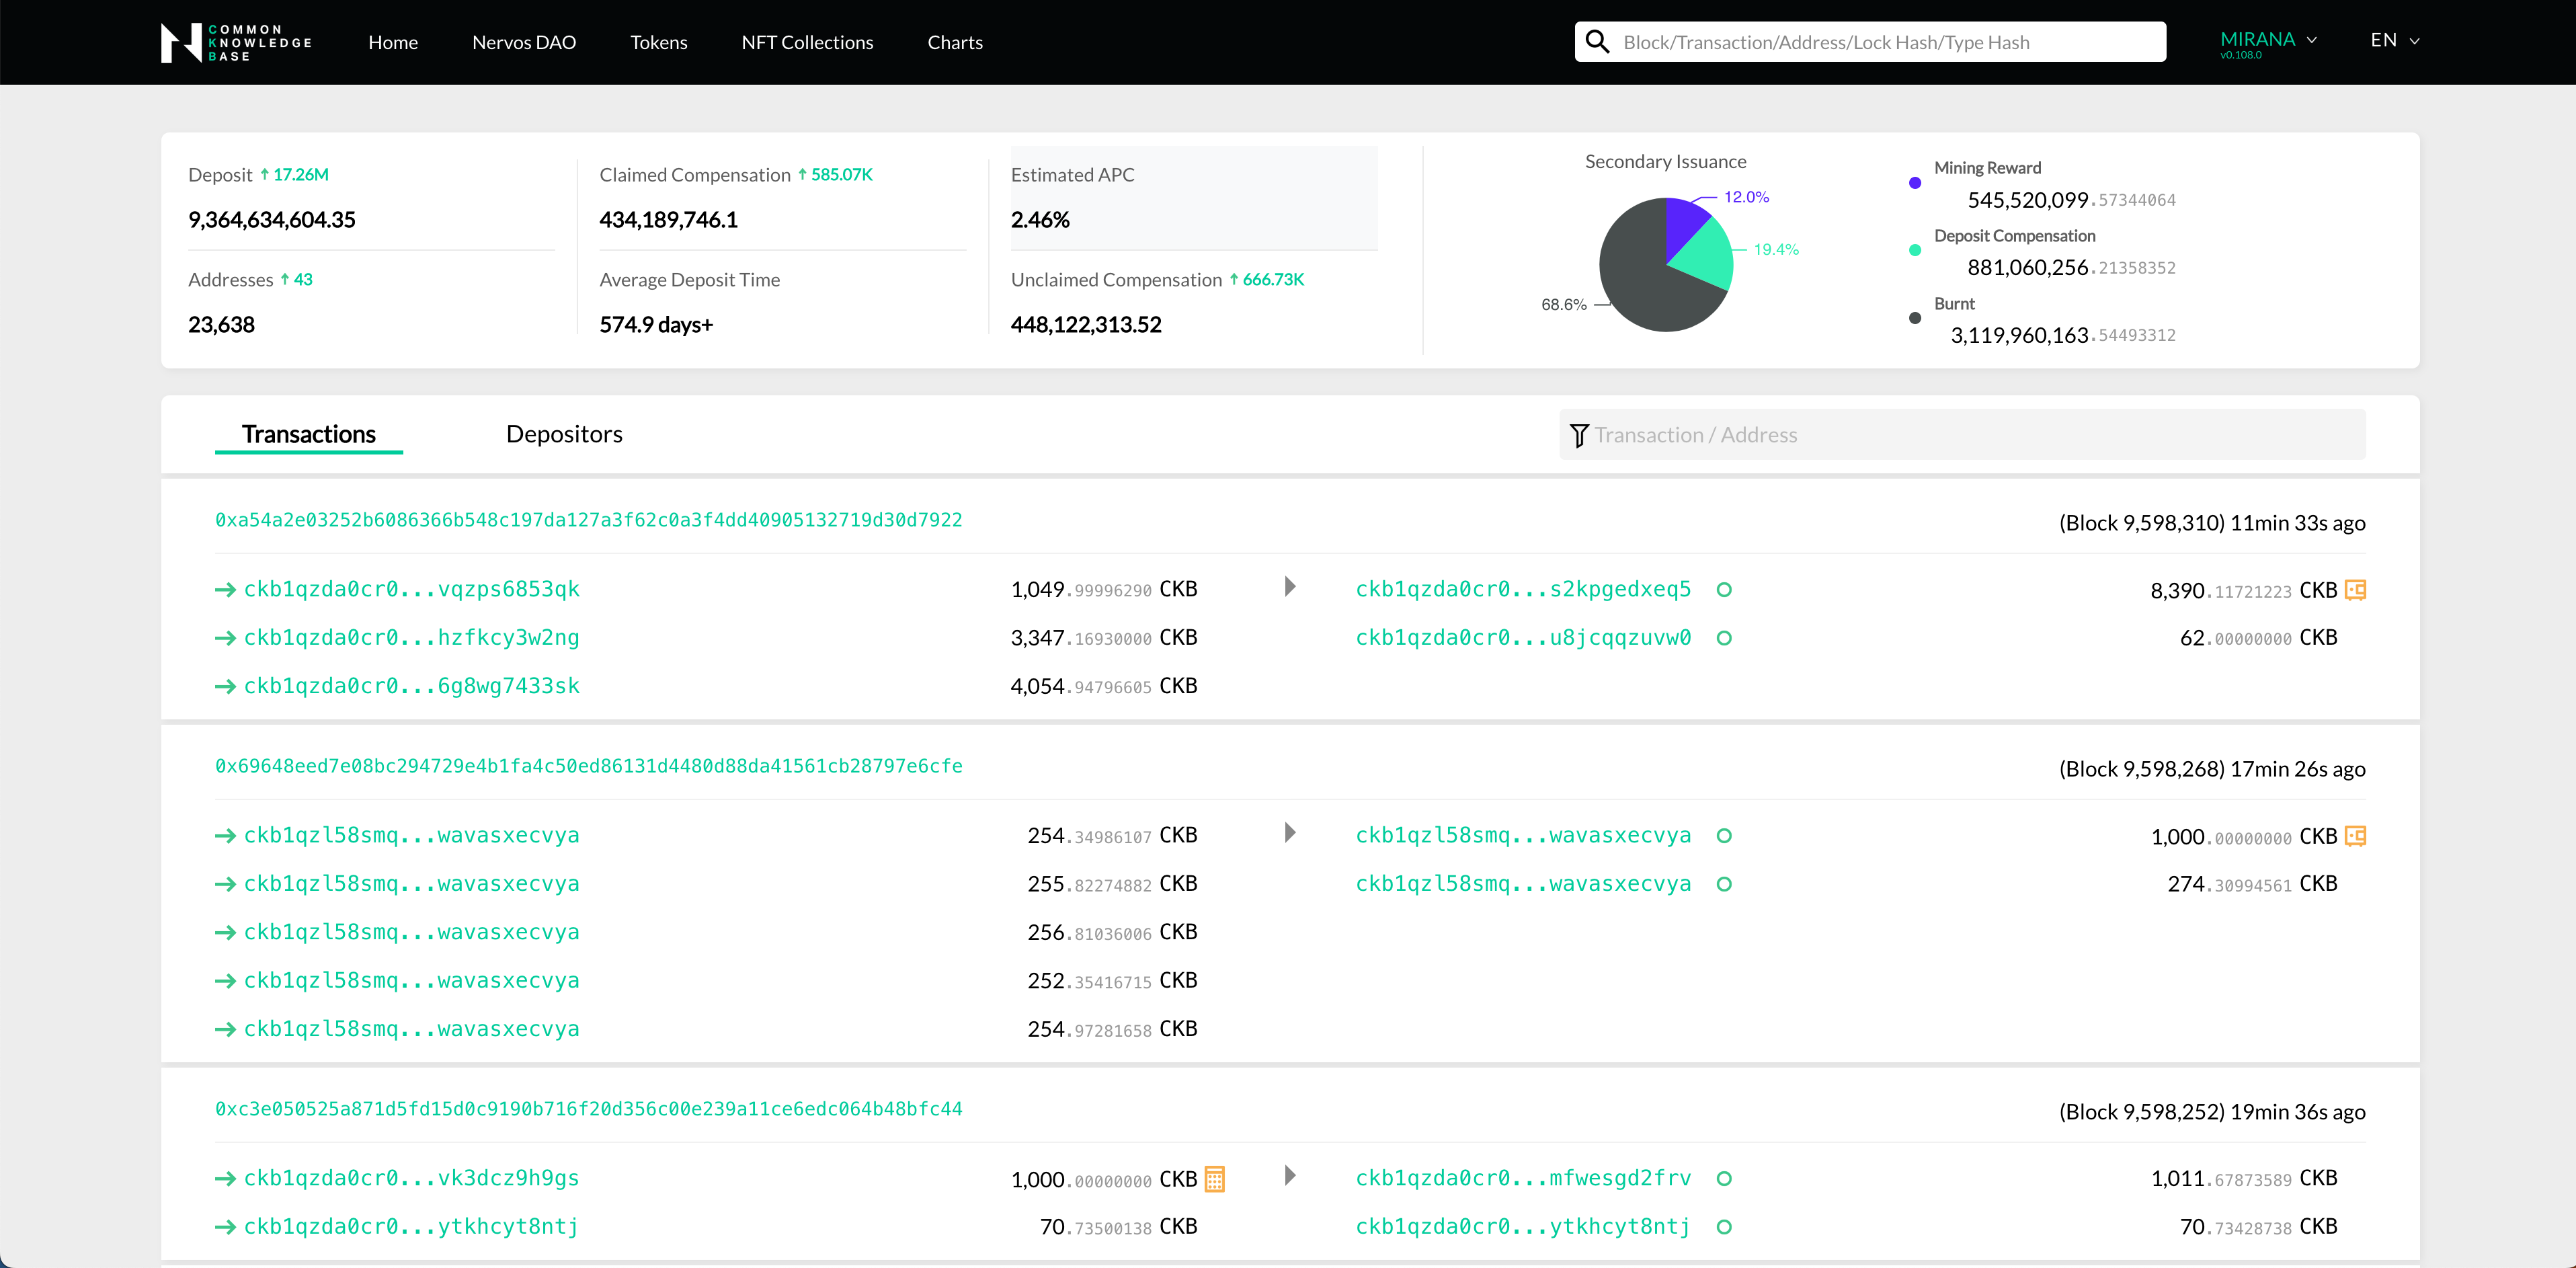 COMMON
KNOWLEDGE
BASE
Home
Nervos DAO
Tokens
NFT Collections
Charts
Block/Transaction/Address/Lock Hash/Type Hash
MIRANA
v0.108.0
EN
Deposit 17.26M
9,364,634,604.35
Addresses 43
23,638
Claimed Compensation 585.07K
434,189,746.1
Average Deposit Time
574.9 days+
Estimated APC
2.46%
Unclaimed Compensation 666.73K
448,122,313.52
Secondary Issuance
12.0%
19.4%
68.6%
Mining Reward
545,520,099.57344064
Deposit Compensation
881,060,256.21358352
Burnt
3,119,960,163.54493312
Transactions
Depositors
Transaction / Address
0xa54a2e03252b6086366b548c197da127a3f62c0a3f4dd40905132719d30d7922
(Block 9,598,310) 11min 33s ago
ckb1qzda0cr0...vqzps6853qk 1,049.99996290 CKB
ckb1qzda0cr0...hzfkcy3w2ng 3,347.16930000 CKB
ckb1qzda0cr0...6g8wg7433sk 4,054.94796605 CKB
ckb1qzda0cr0...s2kpgedxeq5 8,390.11721223 CKB
ckb1qzda0cr0...u8jcqqzuvw0 62.00000000 CKB
0x69648eed7e08bc294729e4b1fa4c50ed86131d4480d88da41561cb28797e6cfe
(Block 9,598,268) 17min 26s ago
ckb1qzl58smq...wavasxecvya 254.34986107 CKB
ckb1qzl58smq...wavasxecvya 255.82274882 CKB
ckb1qzl58smq...wavasxecvya 256.81036006 CKB
ckb1qzl58smq...wavasxecvya 252.35416715 CKB
ckb1qzl58smq...wavasxecvya 254.97281658 CKB
ckb1qzl58smq...wavasxecvya 1,000.00000000 CKB
ckb1qzl58smq...wavasxecvya 274.30994561 CKB
0xc3e050525a871d5fd15d0c9190b716f20d356c00e239a11ce6edc064b48bfc44
(Block 9,598,252) 19min 36s ago
ckb1qzda0cr0...vk3dcz9h9gs 1,000.00000000 CKB
ckb1qzda0cr0...ytkhcyt8ntj 70.73500138 CKB
ckb1qzda0cr0...mfwesgd2frv 1,011.67873589 CKB
ckb1qzda0cr0...ytkhcyt8ntj 70.73428738 CKB